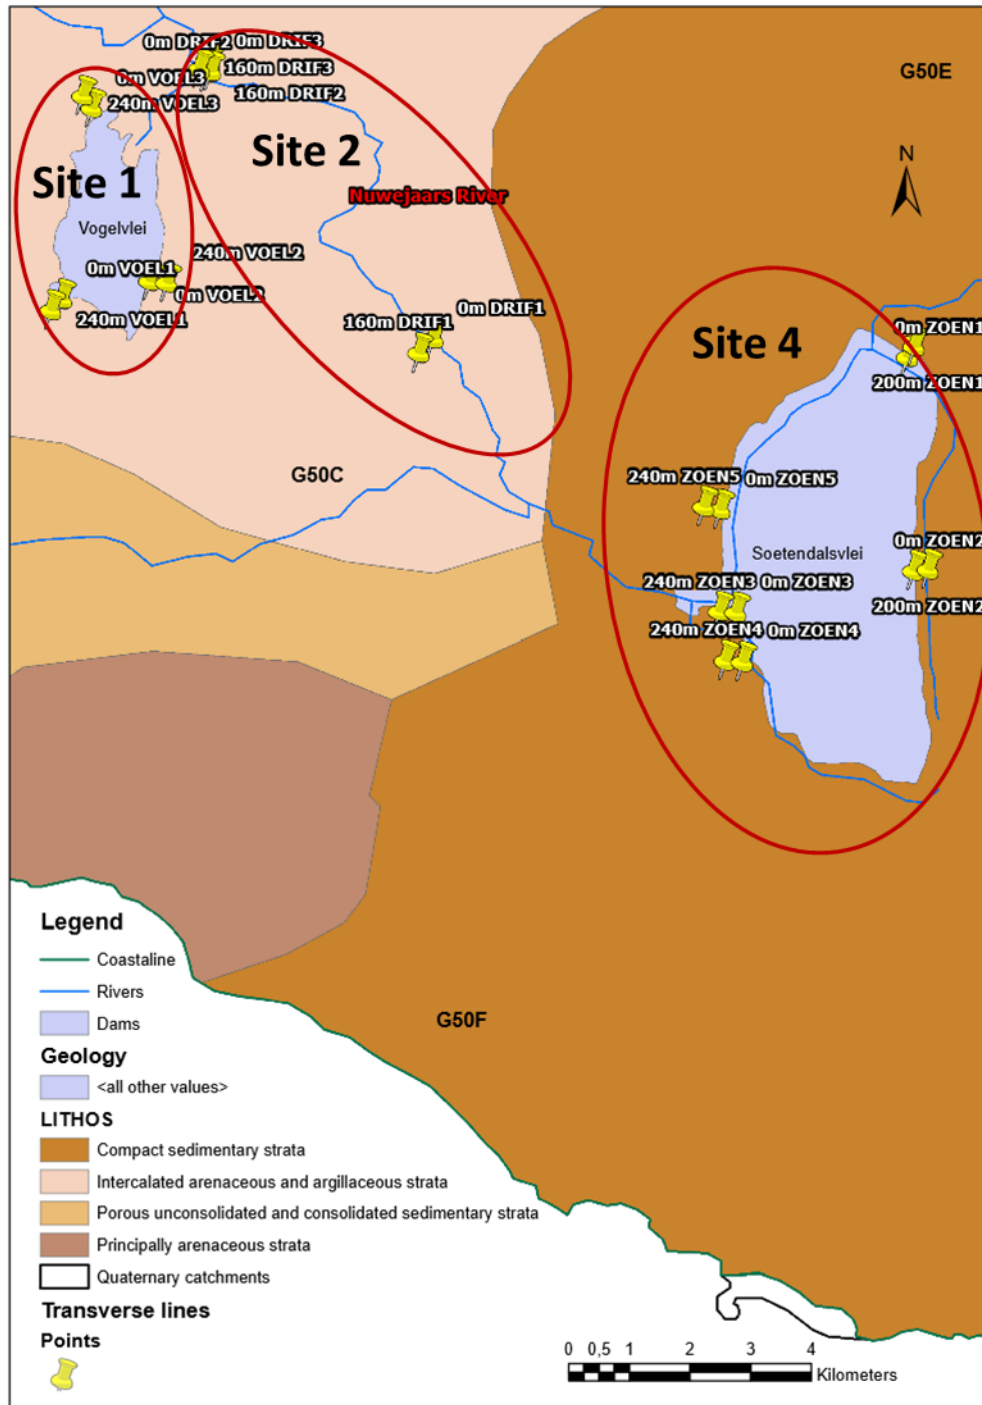 0m DRIF2 0m DRIF3
G50E
0m VOEL3 160m DRIF3
240m VOEL3 160m DRIF2
Site 2
N
Site 1
Nuwejaars River
Vogelvlei
240m VOEL2
0m VOEL1
0m VOEL2
240m VOEL1
0m DRIF1
160m DRIF1
0m ZOEN1
Site 4
200m ZOEN1
G50C
240m ZOEN5 0m ZOEN5
0m ZOEN2
Soetendalsvlei
240m ZOEN3 0m ZOEN3
200m ZOEN2
240m ZOEN4 0m ZOEN4
Legend
Coastaline
Rivers
Dams
G50F
Geology
<all other values>
LITHOS
Compact sedimentary strata
Intercalated arenaceous and argillaceous strata
Porous unconsolidated and consolidated sedimentary strata
Principally arenaceous strata
Quaternary catchments
Transverse lines
Points
0 0,5 1 2 3 4
Kilometers